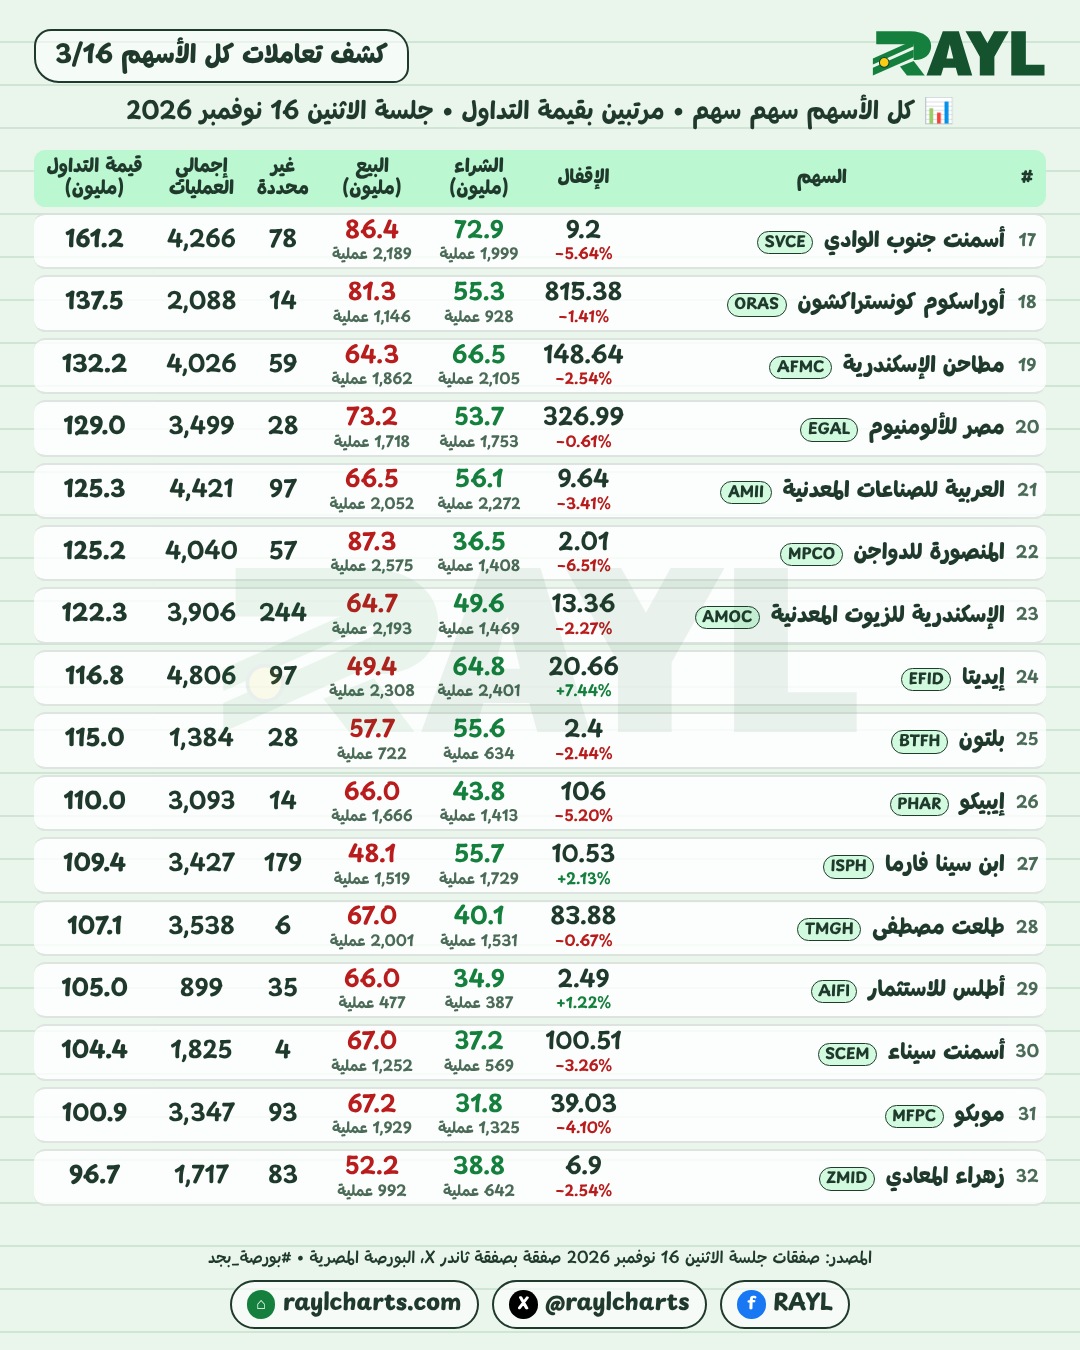 RAYL
كشف تعاملات كل الأسهم 3/16
📊 كل الأسهم سهم سهم • مرتبين بقيمة التداول • جلسة الاثنين 16 نوفمبر 2026
# السهم الإقفال الشراء (مليون) البيع (مليون) غير محددة إجمالي العمليات قيمة التداول (مليون)
17 أسمنت جنوب الوادي SVCE 9.2 72.9 86.4 78 4,266 161.2
-5.64% 1,999 عملية 2,189 عملية
18 أوراسكوم كونستراكشون ORAS 815.38 55.3 81.3 14 2,088 137.5
-1.41% 928 عملية 1,146 عملية
19 مطاحن الإسكندرية AFMC 148.64 66.5 64.3 59 4,026 132.2
-2.54% 2,105 عملية 1,862 عملية
20 مصر للألومنيوم EGAL 326.99 53.7 73.2 28 3,499 129.0
-0.61% 1,753 عملية 1,718 عملية
21 العربية للصناعات المعدنية AMII 9.64 56.1 66.5 97 4,421 125.3
-3.41% 2,272 عملية 2,052 عملية
22 المنصورة للدواجن MPCO 2.01 36.5 87.3 57 4,040 125.2
-6.51% 1,408 عملية 2,575 عملية
23 الإسكندرية للزيوت المعدنية AMOC 13.36 49.6 64.7 244 3,906 122.3
-2.27% 1,469 عملية 2,193 عملية
24 إيديتا EFID 20.66 64.8 49.4 97 4,806 116.8
+7.44% 2,401 عملية 2,308 عملية
25 بلتون BTFH 2.4 55.6 57.7 28 1,384 115.0
-2.44% 634 عملية 722 عملية
26 إيبيكو PHAR 106 43.8 66.0 14 3,093 110.0
-5.20% 1,413 عملية 1,666 عملية
27 ابن سينا فارما ISPH 10.53 55.7 48.1 179 3,427 109.4
+2.13% 1,729 عملية 1,519 عملية
28 طلعت مصطفى TMGH 83.88 40.1 67.0 6 3,538 107.1
-0.67% 1,531 عملية 2,001 عملية
29 أطلس للاستثمار AIFI 2.49 34.9 66.0 35 899 105.0
+1.22% 387 عملية 477 عملية
30 أسمنت سيناء SCEM 100.51 37.2 67.0 4 1,825 104.4
-3.26% 569 عملية 1,252 عملية
31 موبكو MFPC 39.03 31.8 67.2 93 3,347 100.9
-4.10% 1,325 عملية 1,929 عملية
32 زهراء المعادي ZMID 6.9 38.8 52.2 83 1,717 96.7
-2.54% 642 عملية 992 عملية
RAYL
المصدر: صفقات جلسة الاثنين 16 نوفمبر 2026 صفقة بصفقة ثاندر X، البورصة المصرية • #بورصة_بجد
raylcharts.com
X @raylcharts
f RAYL